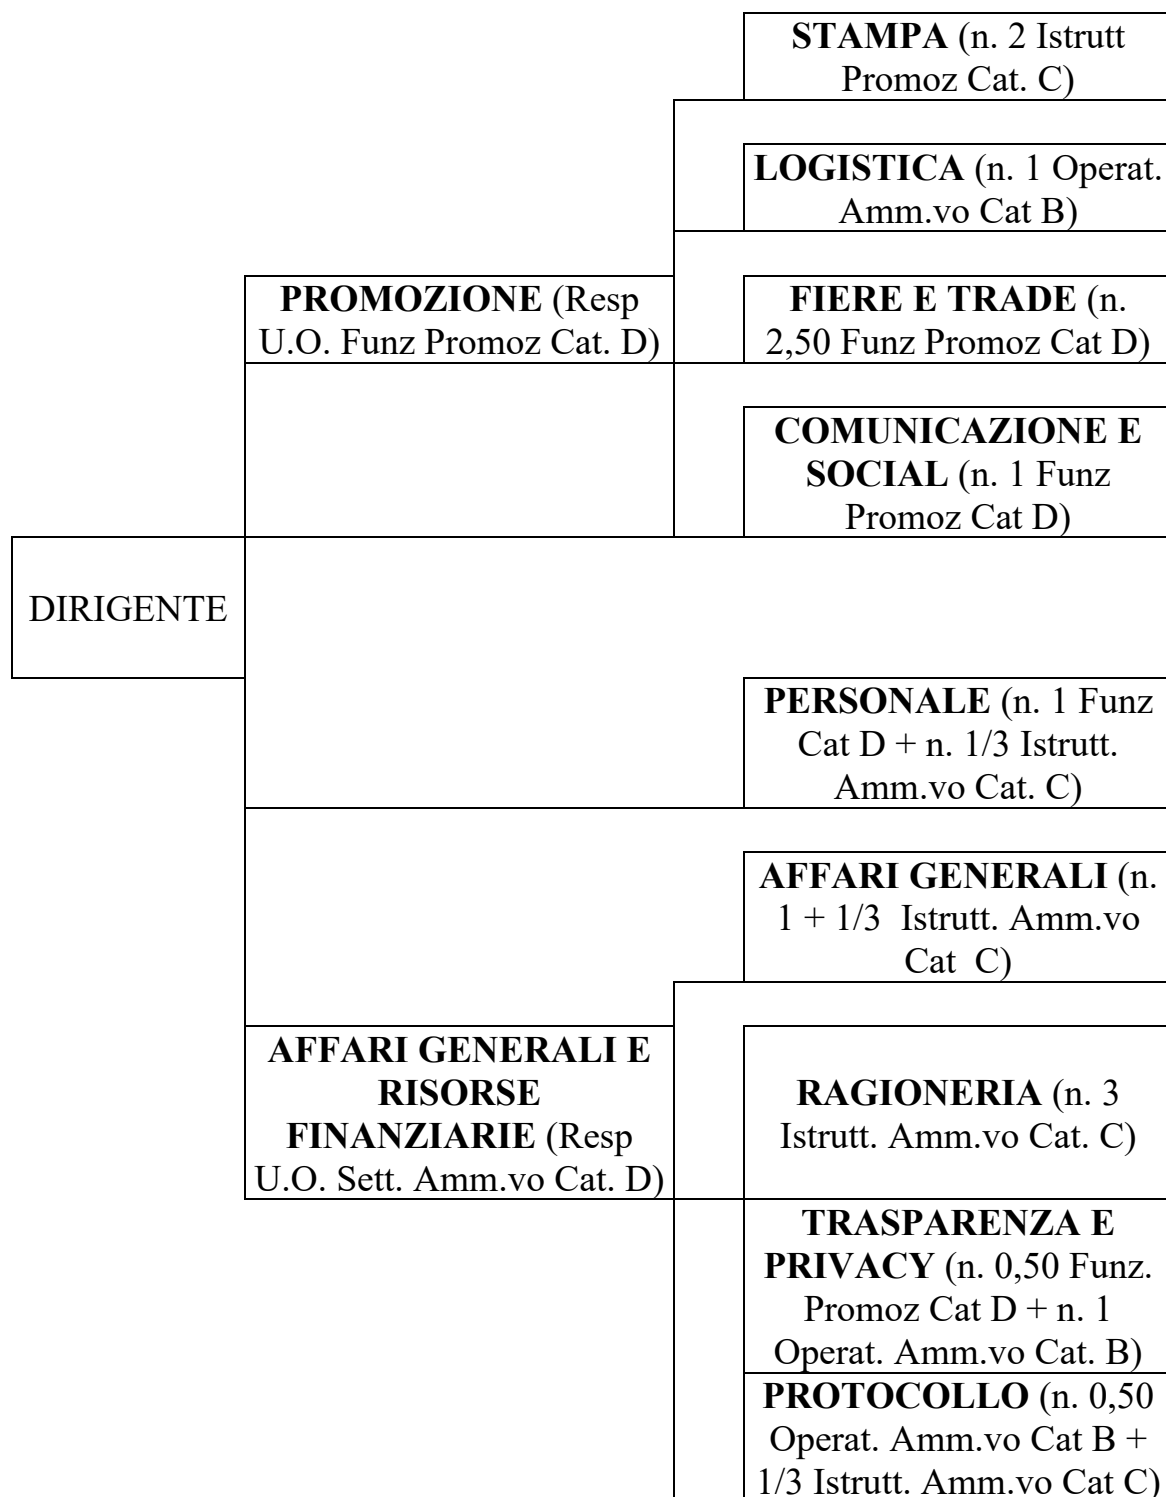 STAMPA (n. 2 Istrutt
Promoz Cat. C)
LOGISTICA (n. 1 Operat.
Amm.vo Cat B)
PROMOZIONE (Resp
U.O. Funz Promoz Cat. D)
FIERE E TRADE (n.
2,50 Funz Promoz Cat D)
COMUNICAZIONE E
SOCIAL (n. 1 Funz
Promoz Cat D)
DIRIGENTE
PERSONALE (n. 1 Funz
Cat D + n. 1/3 Istrutt.
Amm.vo Cat. C)
AFFARI GENERALI (n.
1 + 1/3 Istrutt. Amm.vo
Cat C)
AFFARI GENERALI E
RISORSE
FINANZIARIE (Resp
U.O. Sett. Amm.vo Cat. D)
RAGIONERIA (n. 3
Istrutt. Amm.vo Cat. C)
TRASPARENZA E
PRIVACY (n. 0,50 Funz.
Promoz Cat D + n. 1
Operat. Amm.vo Cat. B)
PROTOCOLLO (n. 0,50
Operat. Amm.vo Cat B +
1/3 Istrutt. Amm.vo Cat C)